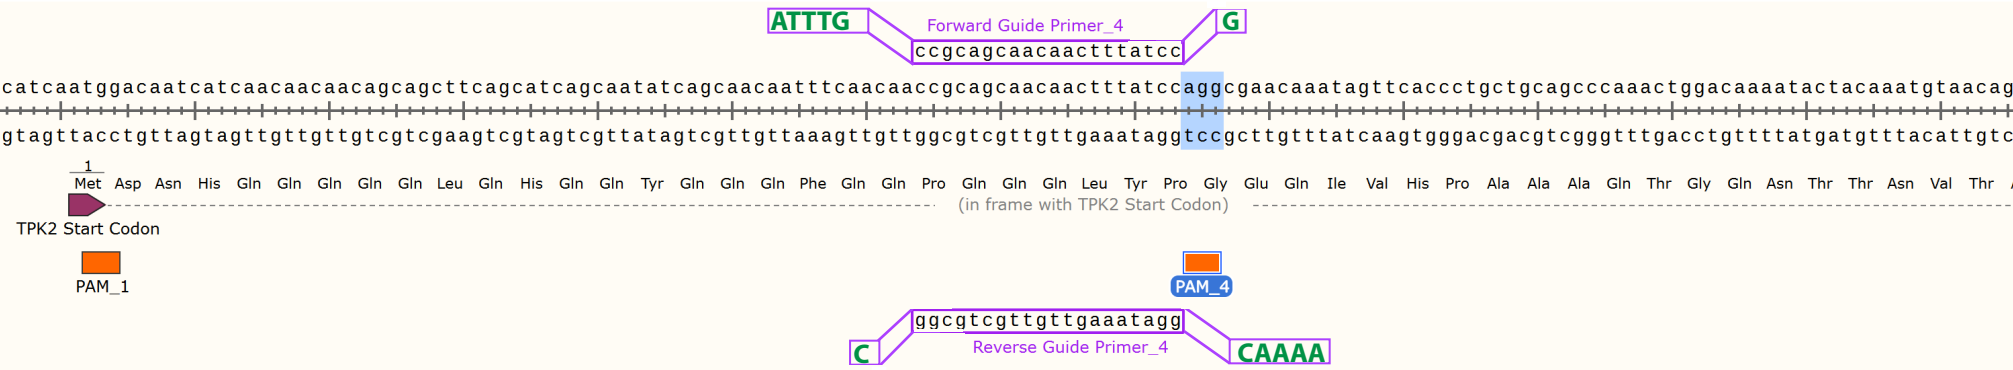 ATTTG
Forward Guide Primer_4
G
ccgcagcaacaactttatcc
catcaatggacaatcatcaacaacaacagcagcttcagcatcagcaatatcagcaacaatttcaacaaccgcagcaacaactttatccaggcgaacaaatagttcaccctgctgcagcccaaactggacaaaatactacaaatgtaacag
gtagttacctgttagtagttgttgttgtcgtcgaagtcgtagtcgttatagtcgttgttaaagttgttggcgtcgttgttgaaataggtccgcttgtttatcaagtgggacgacgtcgggtttgacctgttttatgatgtttacattgtc
1
Met Asp Asn His Gln Gln Gln Gln Gln Leu Gln His Gln Gln Tyr Gln Gln Gln Phe Gln Gln Pro Gln Gln Gln Leu Tyr Pro Gly Glu Gln Ile Val His Pro Ala Ala Ala Gln Thr Gly Gln Asn Thr Thr Asn Val Thr
(in frame with TPK2 Start Codon)
TPK2 Start Codon
PAM_1
PAM_4
ggcgtcgttgttgaaatagg
C
Reverse Guide Primer_4
CAAAA